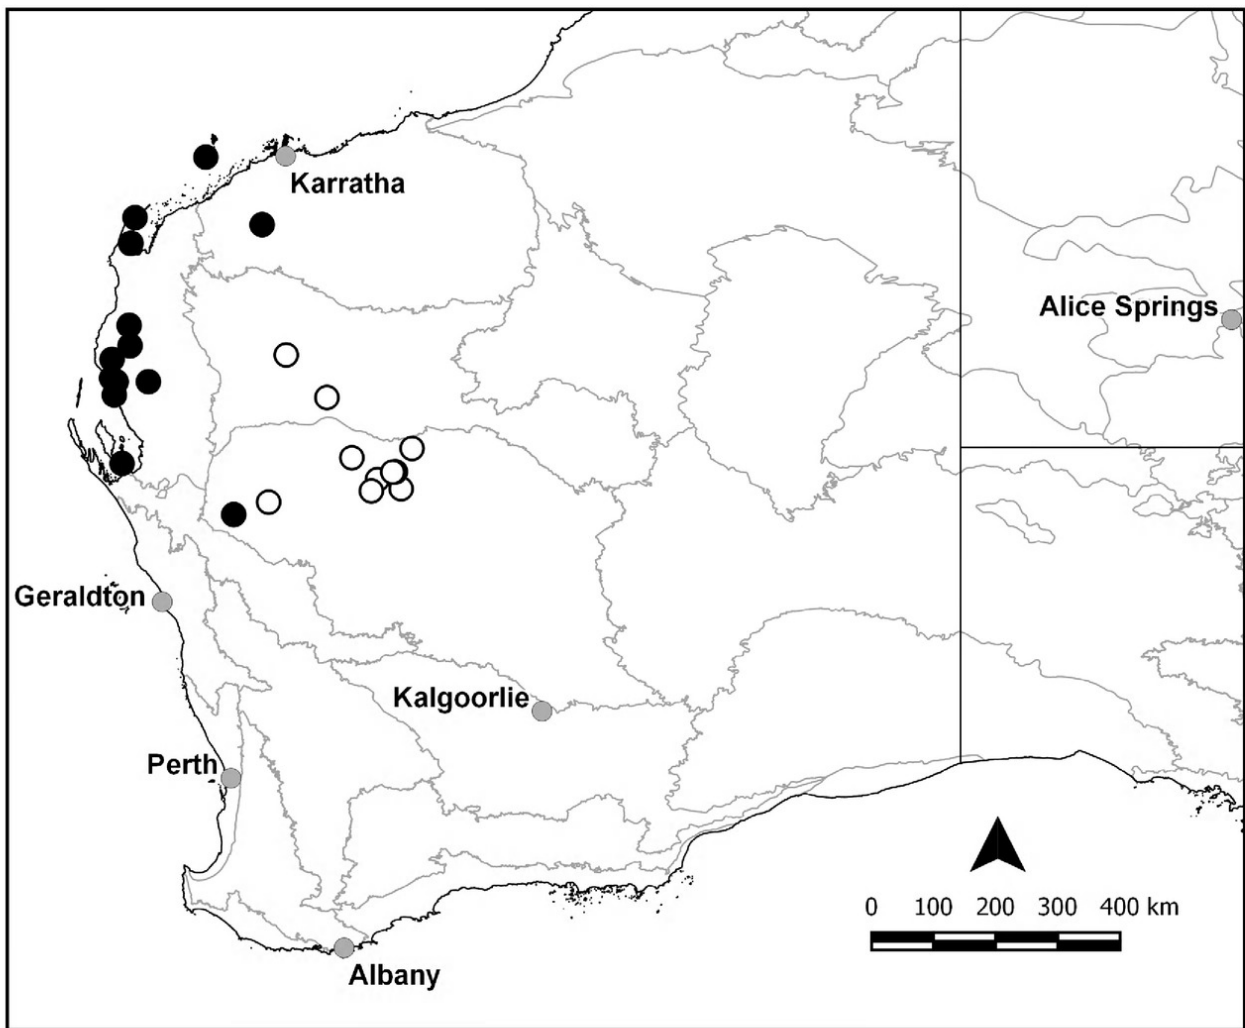 Karratha
Alice Springs
Geraldton
Kalgoorlie
Perth
0 100 200 300 400 km
Albany